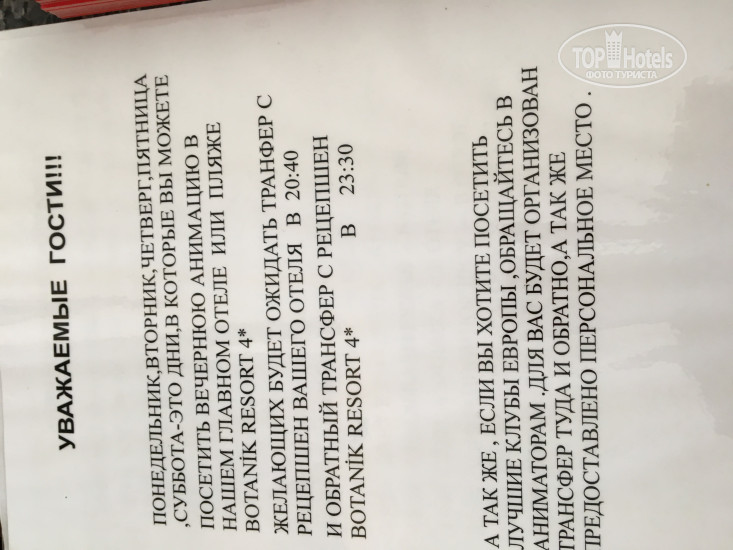 УВАЖАЕМЫЕ ГОСТИ!!!
ПОНЕДЕЛЬНИК,ВТОРНИК,ЧЕТВЕРГ,ПЯТНИЦА
,СУББОТА-ЭТО ДНИ,В КОТОРЫЕ ВЫ МОЖЕТЕ
ПОСЕТИТЬ ВЕЧЕРНЮЮ АНИМАЦИЮ В
НАШЕМ ГЛАВНОМ ОТЕЛЕ ИЛИ ПЛЯЖЕ
BOTANİK RESORT 4*
ЖЕЛАЮЩИХ БУДЕТ ОЖИДАТЬ ТРАНФЕР С
РЕЦЕПШЕН ВАШЕГО ОТЕЛЯ В 20:40
И ОБРАТНЫЙ ТРАНСФЕР С РЕЦЕПШЕН
BOTANİK RESORT 4* В 23:30
А ТАК ЖЕ , ЕСЛИ ВЫ ХОТИТЕ ПОСЕТИТЬ
ЛУЧШИЕ КЛУБЫ ЕВРОПЫ ,ОБРАЩАЙТЕСЬ В
АНИМАТОРАМ .ДЛЯ ВАС БУДЕТ ОРГАНИЗОВАН
ТРАНСФЕР ТУДА И ОБРАТНО,А ТАК ЖЕ
ПРЕДОСТАВЛЕНО ПЕРСОНАЛЬНОЕ МЕСТО .
TOP Hotels
ФОТО ТУРИСТА